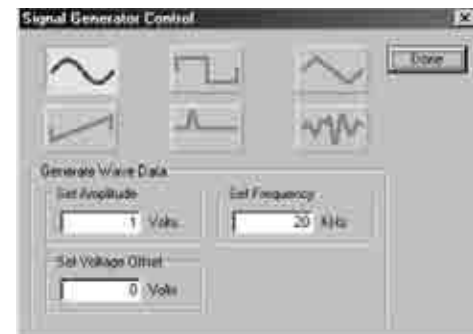 Signal Generator Control
Done
Generate Wave Data
Set Amplitude
1 Volts
Set Frequency
20 KHz
Set Voltage Offset
0 Volts